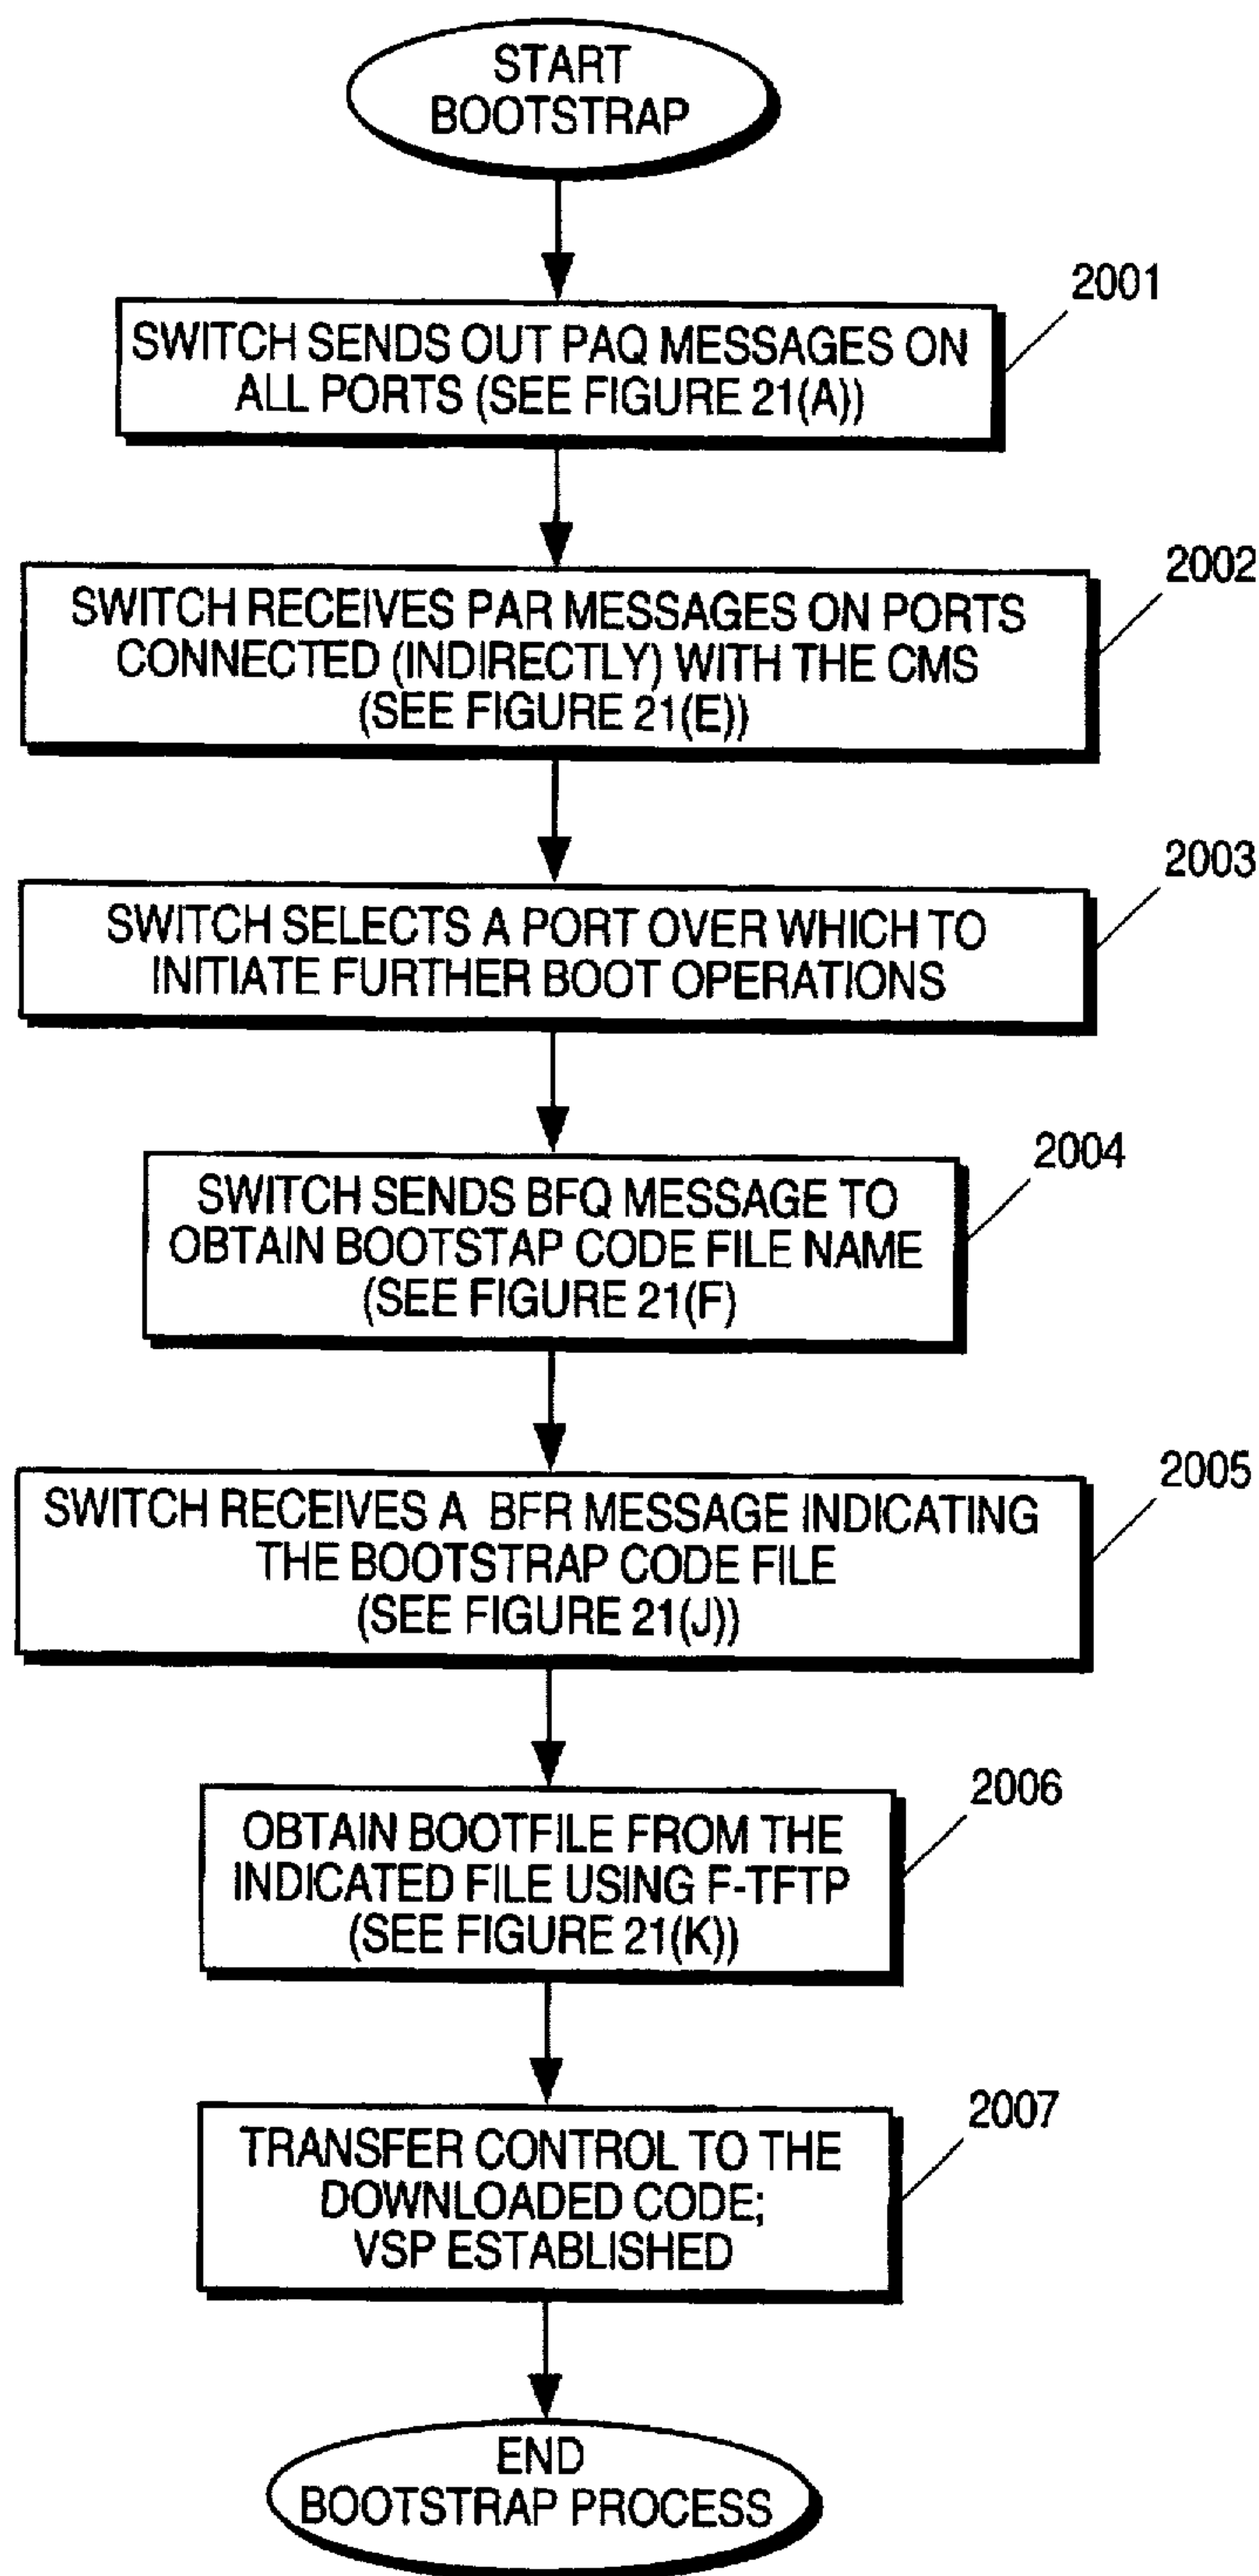 START
BOOTSTRAP
2001
SWITCH SENDS OUT PAQ MESSAGES ON
ALL PORTS (SEE FIGURE 21(A))
2002
SWITCH RECEIVES PAR MESSAGES ON PORTS
CONNECTED (INDIRECTLY) WITH THE CMS
(SEE FIGURE 21(E))
2003
SWITCH SELECTS A PORT OVER WHICH TO
INITIATE FURTHER BOOT OPERATIONS
2004
SWITCH SENDS BFQ MESSAGE TO
OBTAIN BOOTSTAP CODE FILE NAME
(SEE FIGURE 21(F)
2005
SWITCH RECEIVES A BFR MESSAGE INDICATING
THE BOOTSTRAP CODE FILE
(SEE FIGURE 21(J))
2006
OBTAIN BOOTFILE FROM THE
INDICATED FILE USING F-TFTP
(SEE FIGURE 21(K))
2007
TRANSFER CONTROL TO THE
DOWNLOADED CODE;
VSP ESTABLISHED
END
BOOTSTRAP PROCESS